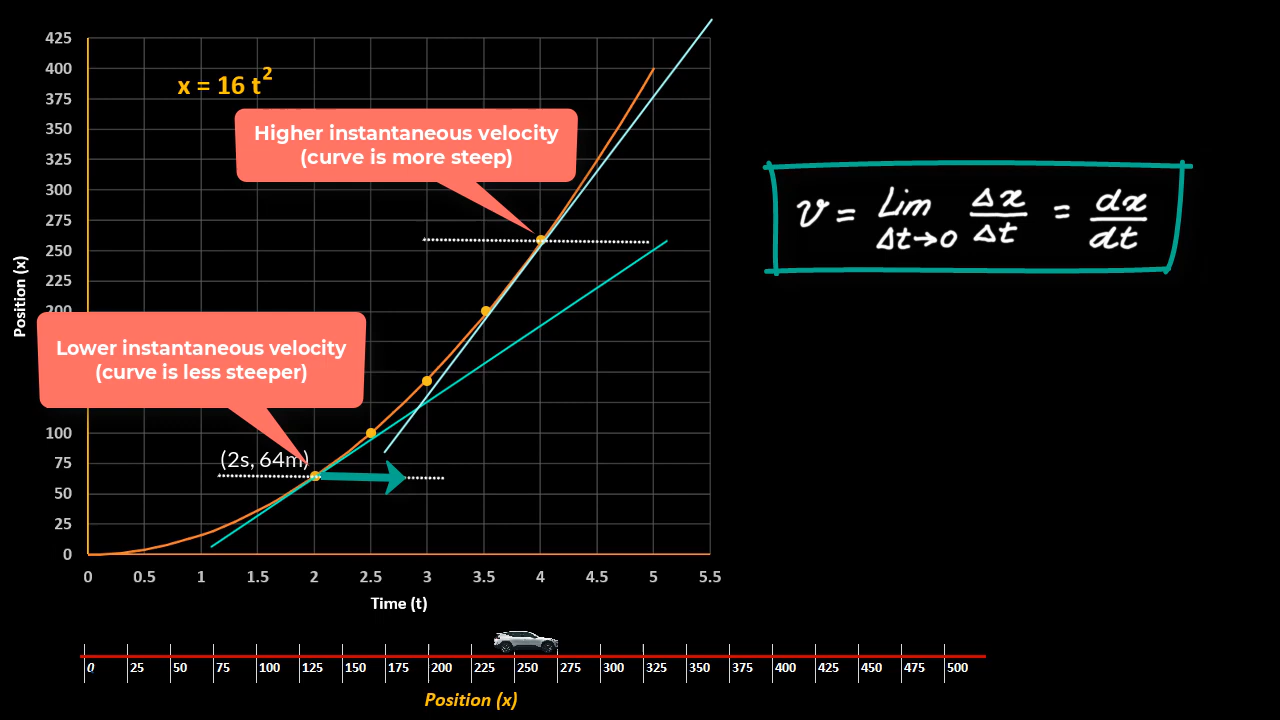 425
400
375
350
325
300
275
250
225
200
100
75
50
25
0
Position (x)
x = 16 t²
Higher instantaneous velocity
(curve is more steep)
Lower instantaneous velocity
(curve is less steeper)
(2s, 64m)
0 0.5 1 1.5 2 2.5 3 3.5 4 4.5 5 5.5
Time (t)
v = Lim Δx = dx
Δt→0 Δt dt
0 25 50 75 100 125 150 175 200 225 250 275 300 325 350 375 400 425 450 475 500
Position (x)